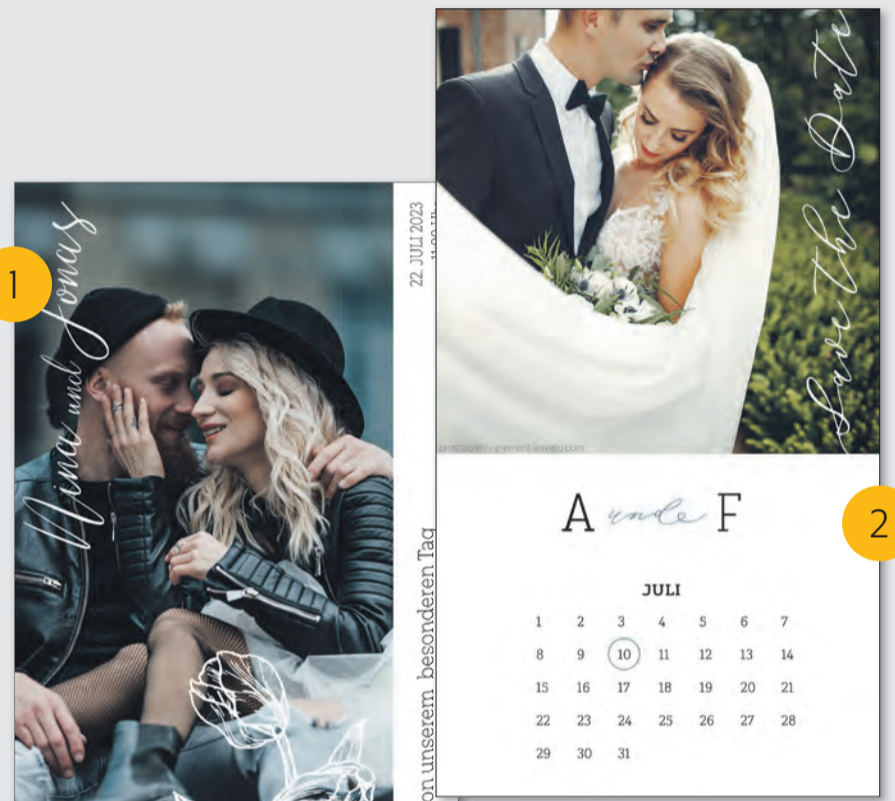 1
Nina und Jonas
22. JULI 2023
on unserem besonderen Tag
Save the Date
2
A unde F
JULI
1 2 3 4 5 6 7
8 9 10 11 12 13 14
15 16 17 18 19 20 21
22 23 24 25 26 27 28
29 30 31